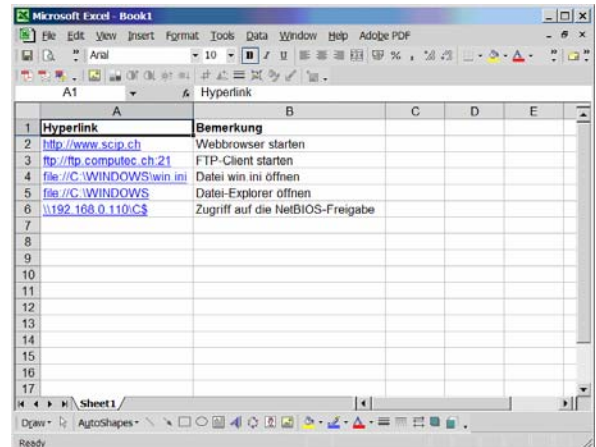 Microsoft Excel - Book1
File Edit View Insert Format Tools Data Window Help Adobe PDF
Arial 10 B I U % ,
A1 fx Hyperlink
A B C D E
1 Hyperlink Bemerkung
2 http://www.scip.ch Webbrowser starten
3 ftp://ftp.computec.ch:21 FTP-Client starten
4 file://C:\WINDOWS\win.ini Datei win.ini öffnen
5 file://C:\WINDOWS Datei-Explorer öffnen
6 \\192.168.0.110\C$ Zugriff auf die NetBIOS-Freigabe
7
8
9
10
11
12
13
14
15
16
17
Sheet1
Draw AutoShapes
Ready